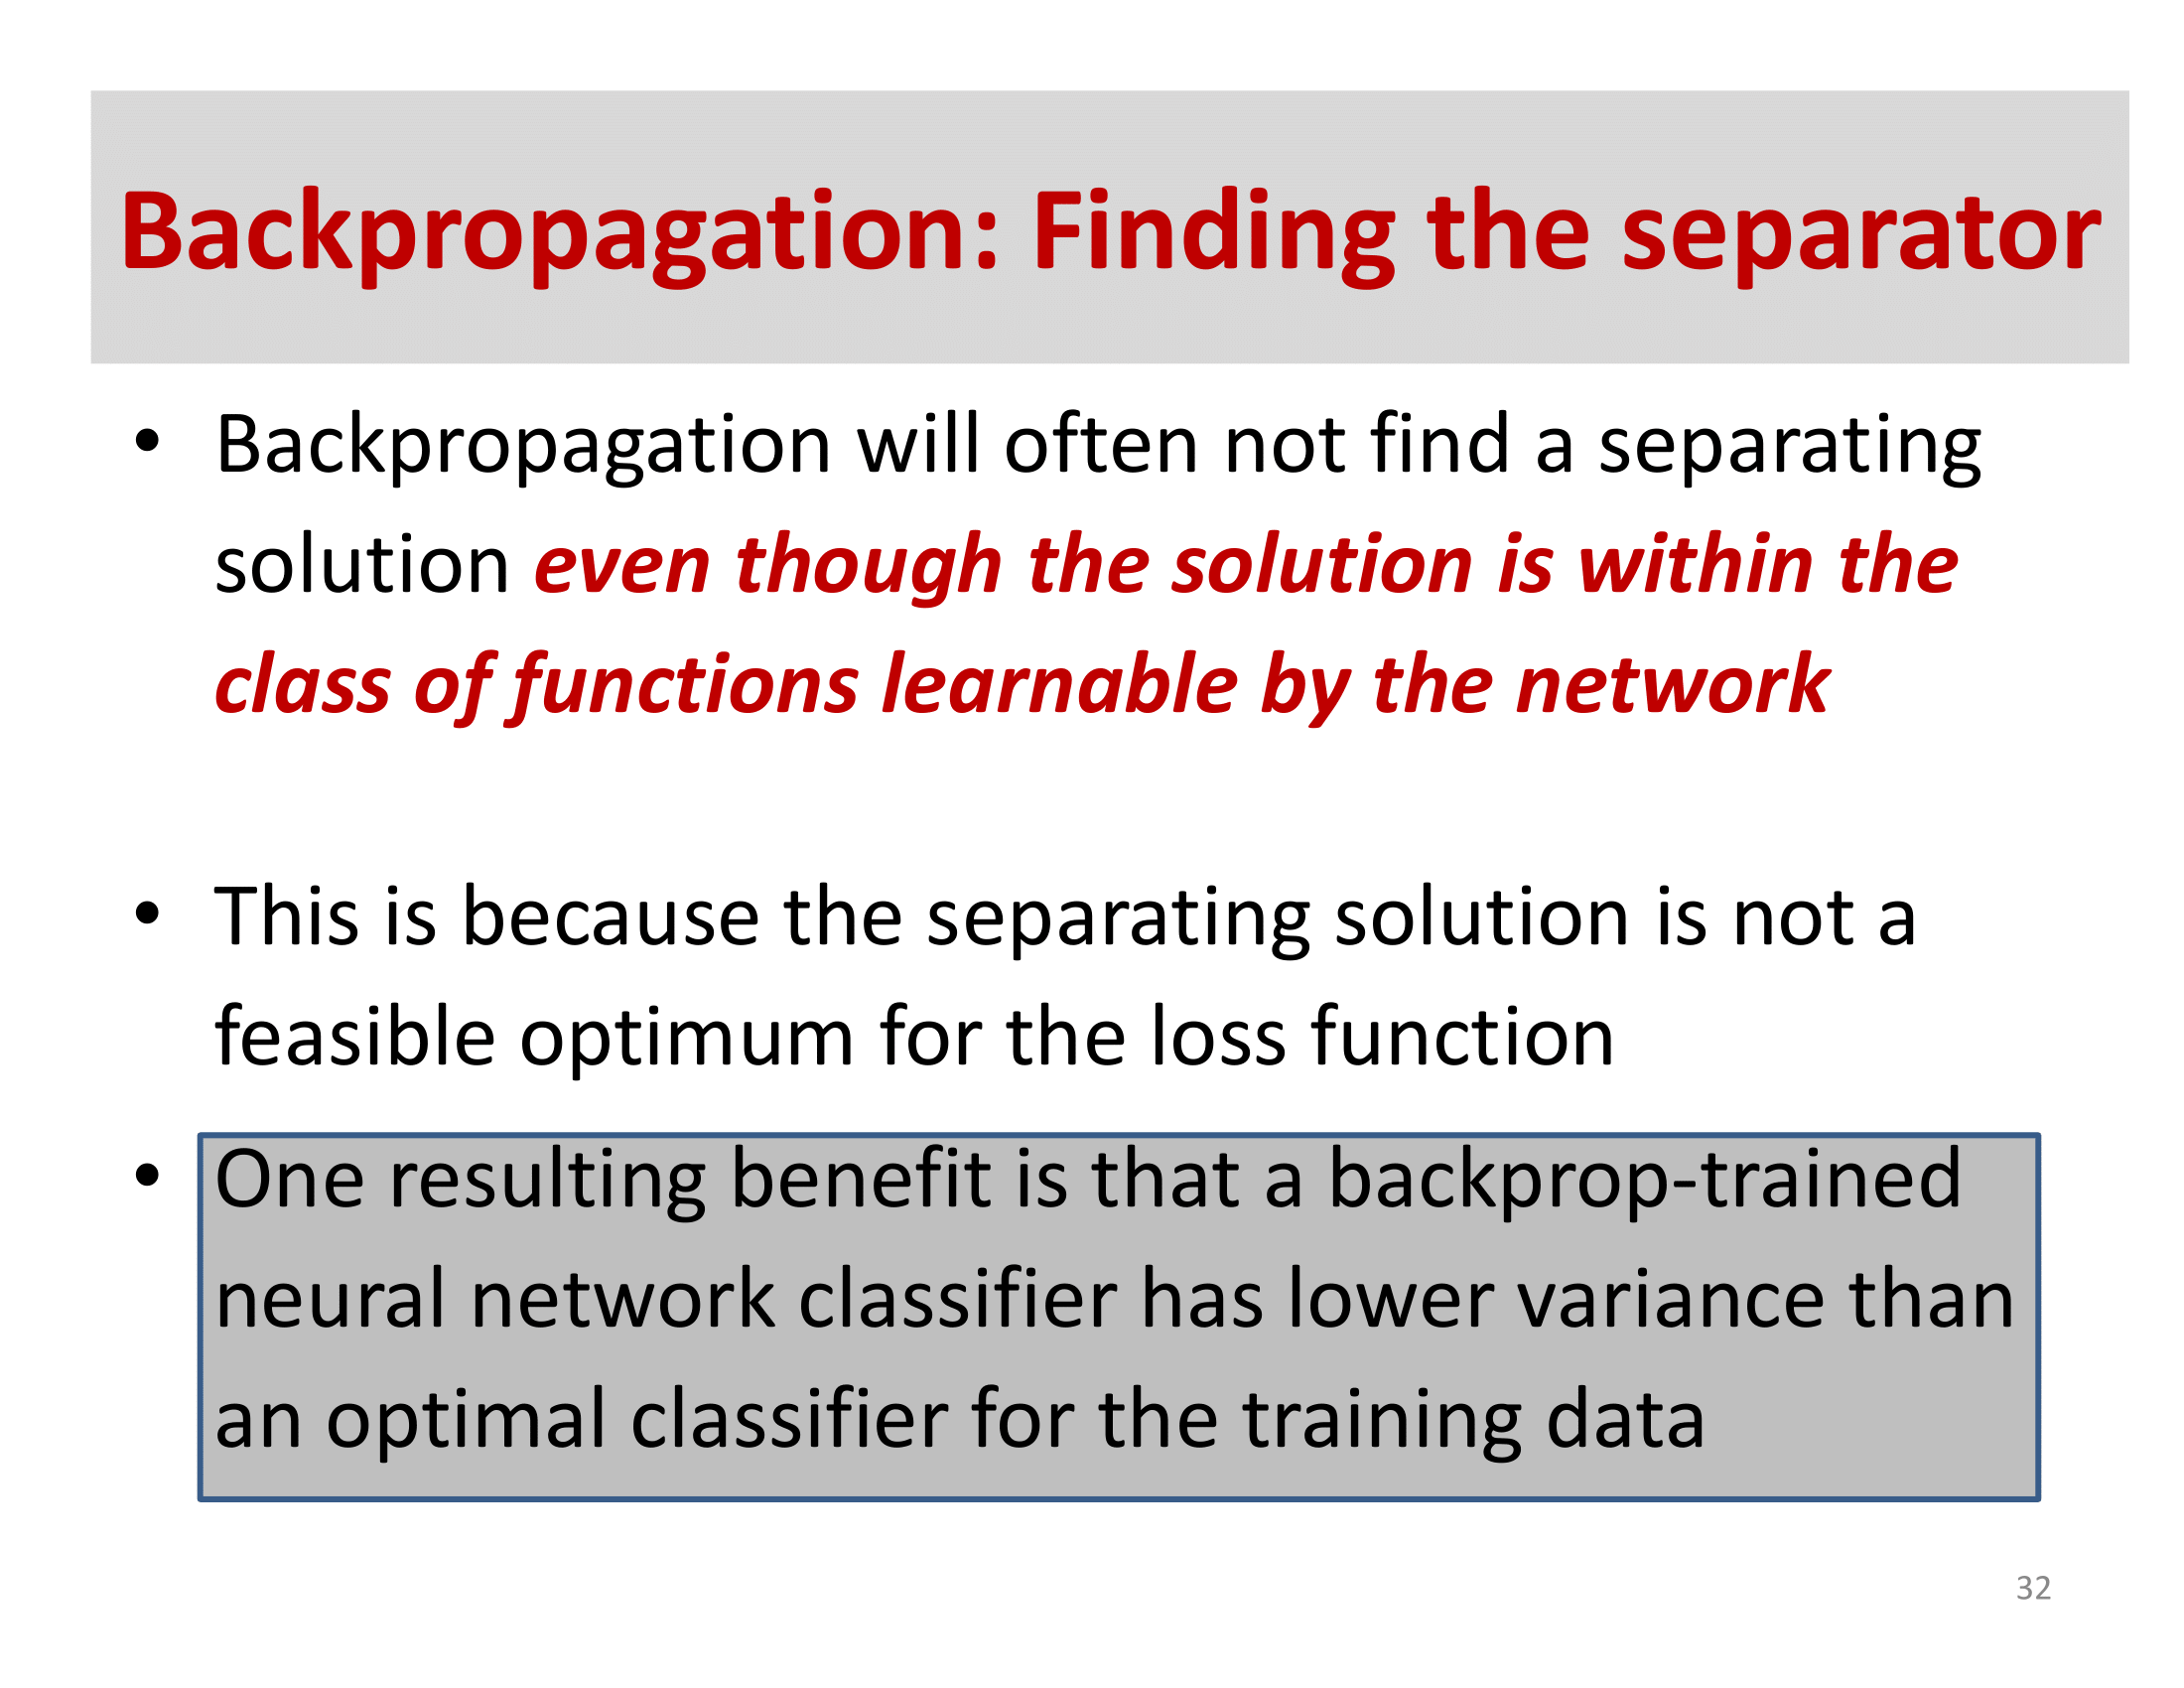 Backpropagation: Finding the separator
• Backpropagation will often not find a separating
solution even though the solution is within the
class of functions learnable by the network
• This is because the separating solution is not a
feasible optimum for the loss function
• One resulting benefit is that a backprop-trained
neural network classifier has lower variance than
an optimal classifier for the training data
32